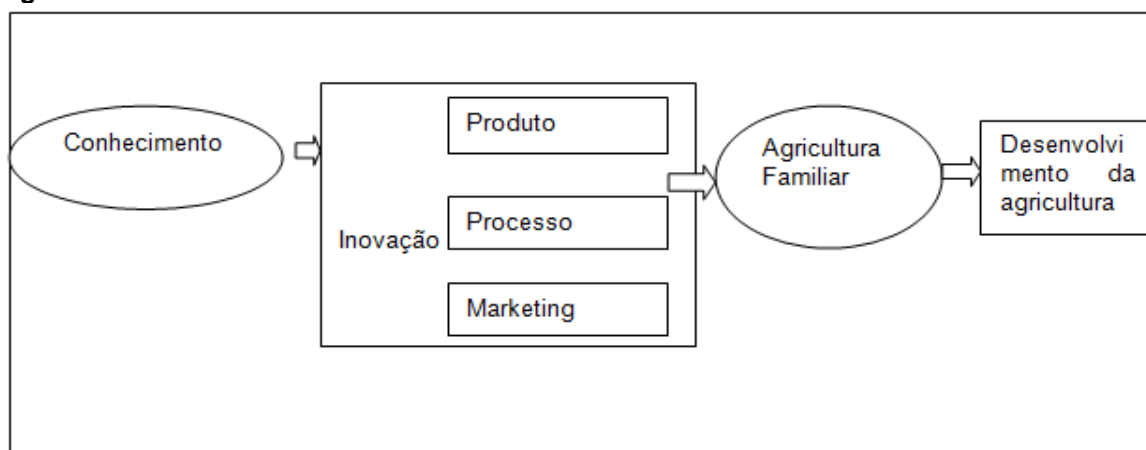 Conhecimento
Inovação
Produto
Processo
Marketing
Agricultura
Familiar
Desenvolvi
mento da
agricultura